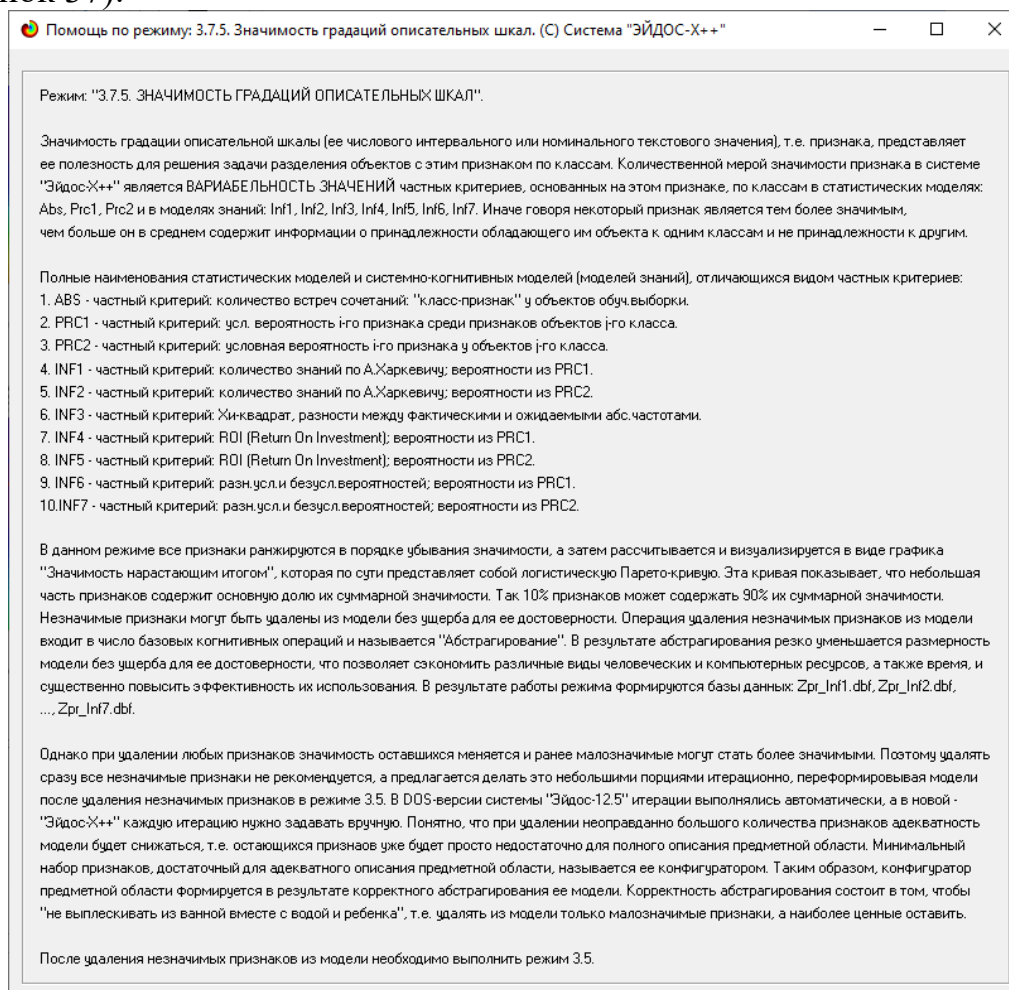 Помощь по режиму: 3.7.5. Значимость градаций описательных шкал. (С) Система "ЭЙДОС-X++"
Режим: "3.7.5. ЗНАЧИМОСТЬ ГРАДАЦИЙ ОПИСАТЕЛЬНЫХ ШКАЛ".
Значимость градации описательной шкалы (ее числового интервального или номинального текстового значения), т.е. признака, представляет
ее полезность для решения задачи разделения объектов с этим признаком по классам. Количественной мерой значимости признака в системе
"Эйдос-X++" является ВАРИАБЕЛЬНОСТЬ ЗНАЧЕНИЙ частных критериев, основанных на этом признаке, по классам в статистических моделях:
Abs, Prc1, Prc2 и в моделях знаний: Inf1, Inf2, Inf3, Inf4, Inf5, Inf6, Inf7. Иначе говоря некоторый признак является тем более значимым,
чем больше он в среднем содержит информации о принадлежности обладающего им объекта к одним классам и не принадлежности к другим.
Полные наименования статистических моделей и системно-когнитивных моделей (моделей знаний), отличающихся видом частных критериев:
1. ABS - частный критерий: количество встреч сочетаний: "класс-признак" у объектов обуч.выборки.
2. PRC1 - частный критерий: усл. вероятность i-го признака среди признаков объектов j-го класса.
3. PRC2 - частный критерий: условная вероятность i-го признака у объектов j-го класса.
4. INF1 - частный критерий: количество знаний по А.Харкевичу; вероятности из PRC1.
5. INF2 - частный критерий: количество знаний по А.Харкевичу; вероятности из PRC2.
6. INF3 - частный критерий: Хи-квадрат, разности между фактическими и ожидаемыми абс.частотами.
7. INF4 - частный критерий: ROI (Return On Investment); вероятности из PRC1.
8. INF5 - частный критерий: ROI (Return On Investment); вероятности из PRC2.
9. INF6 - частный критерий: разн.усл.и безусл.вероятностей; вероятности из PRC1.
10.INF7 - частный критерий: разн.усл.и безусл.вероятностей; вероятности из PRC2.
В данном режиме все признаки ранжируются в порядке убывания значимости, а затем рассчитывается и визуализируется в виде графика
"Значимость нарастающим итогом", которая по сути представляет собой логистическую Парето-кривую. Эта кривая показывает, что небольшая
часть признаков содержит основную долю их суммарной значимости. Так 10% признаков может содержать 90% их суммарной значимости.
Незначимые признаки могут быть удалены из модели без ущерба для ее достоверности. Операция удаления незначимых признаков из модели
входит в число базовых когнитивных операций и называется "Абстрагирование". В результате абстрагирования резко уменьшается размерность
модели без ущерба для ее достоверности, что позволяет сэкономить различные виды человеческих и компьютерных ресурсов, а также время, и
существенно повысить эффективность их использования. В результате работы режима формируются базы данных: Zpr_Inf1.dbf, Zpr_Inf2.dbf,
..., Zpr_Inf7.dbf.
Однако при удалении любых признаков значимость оставшихся меняется и ранее малозначимые могут стать более значимыми. Поэтому удалять
сразу все незначимые признаки не рекомендуется, а предлагается делать это небольшими порциями итерационно, переформировывая модели
после удаления незначимых признаков в режиме 3.5. В DOS-версии системы "Эйдос-12.5" итерации выполнялись автоматически, а в новой -
"Эйдос-X++" каждую итерацию нужно задавать вручную. Понятно, что при удалении неоправданно большого количества признаков адекватность
модели будет снижаться, т.е. остающихся признаов уже будет просто недостаточно для полного описания предметной области. Минимальный
набор признаков, достаточный для адекватного описания предметной области, называется ее конфигуратором. Таким образом, конфигуратор
предметной области формируется в результате корректного абстрагирования ее модели. Корректность абстрагирования состоит в том, чтобы
"не выплескивать из ванной вместе с водой и ребенка", т.е. удалять из модели только малозначимые признаки, а наиболее ценные оставить.
После удаления незначимых признаков из модели необходимо выполнить режим 3.5.